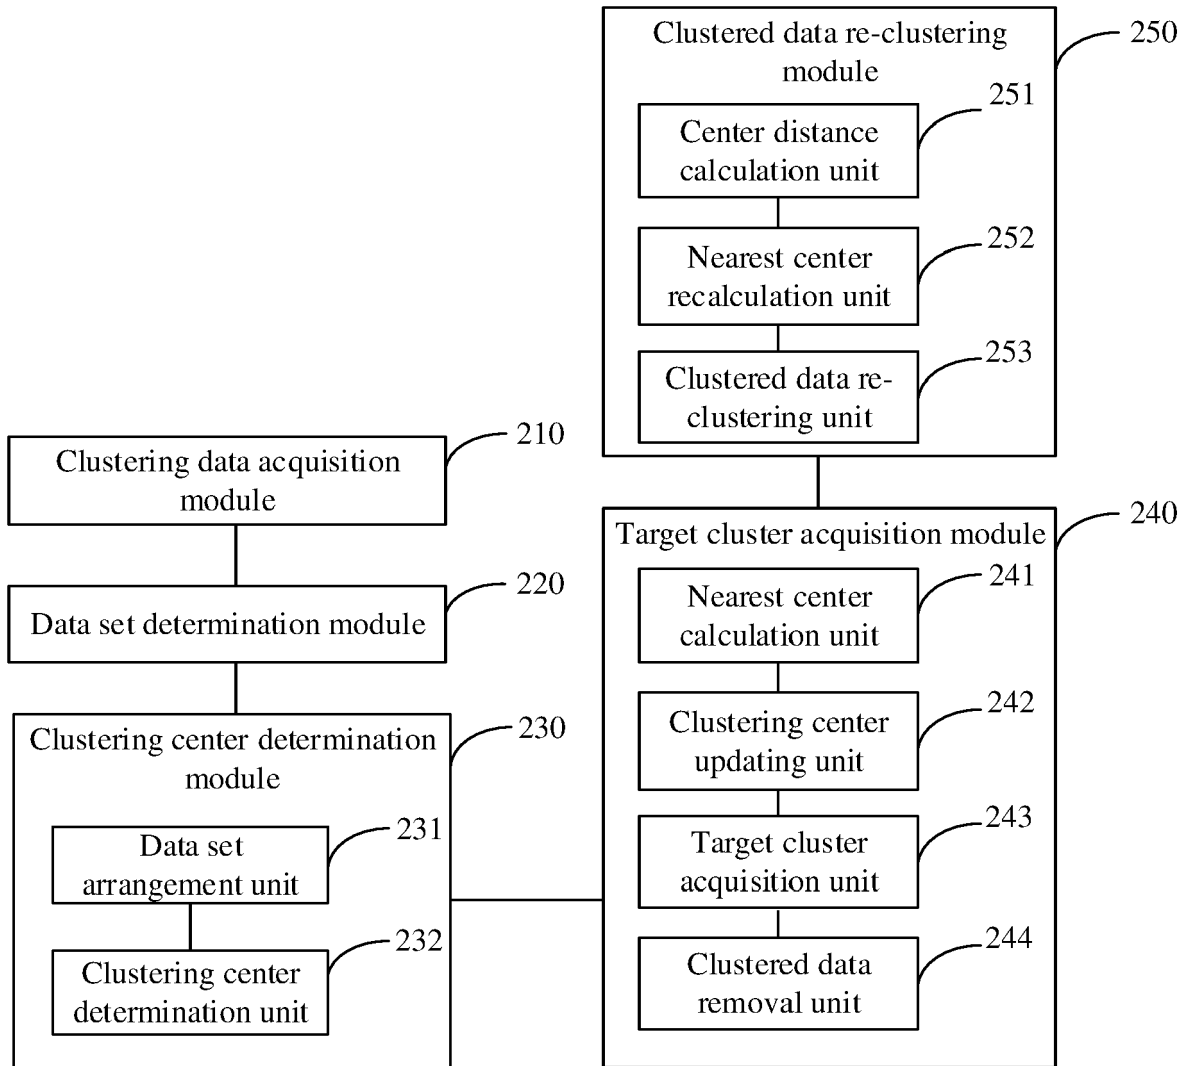 Clustered data re-clustering
module
250
Center distance
calculation unit
251
Nearest center
recalculation unit
252
Clustered data re-
clustering unit
253
Clustering data acquisition
module
210
Data set determination module
220
Clustering center determination
module
230
Data set
arrangement unit
231
Clustering center
determination unit
232
Target cluster acquisition module
240
Nearest center
calculation unit
241
Clustering center
updating unit
242
Target cluster
acquisition unit
243
Clustered data
removal unit
244